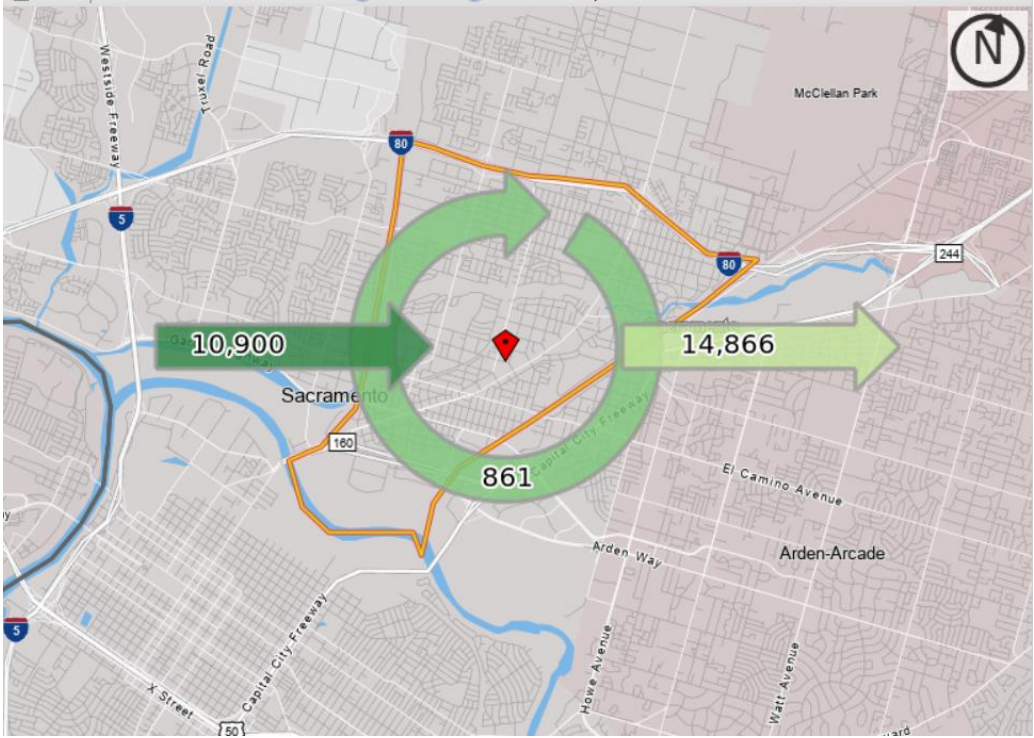 Westside Freeway
Truxel Road
N
McClellan Park
80
5
80
244
10,900
14,866
Sacramento
160
Capital City Freeway
861
El Camino Avenue
Arden Way
Arden-Arcade
5
Capital City Freeway
Howe Avenue
Watt Avenue
X Street
50